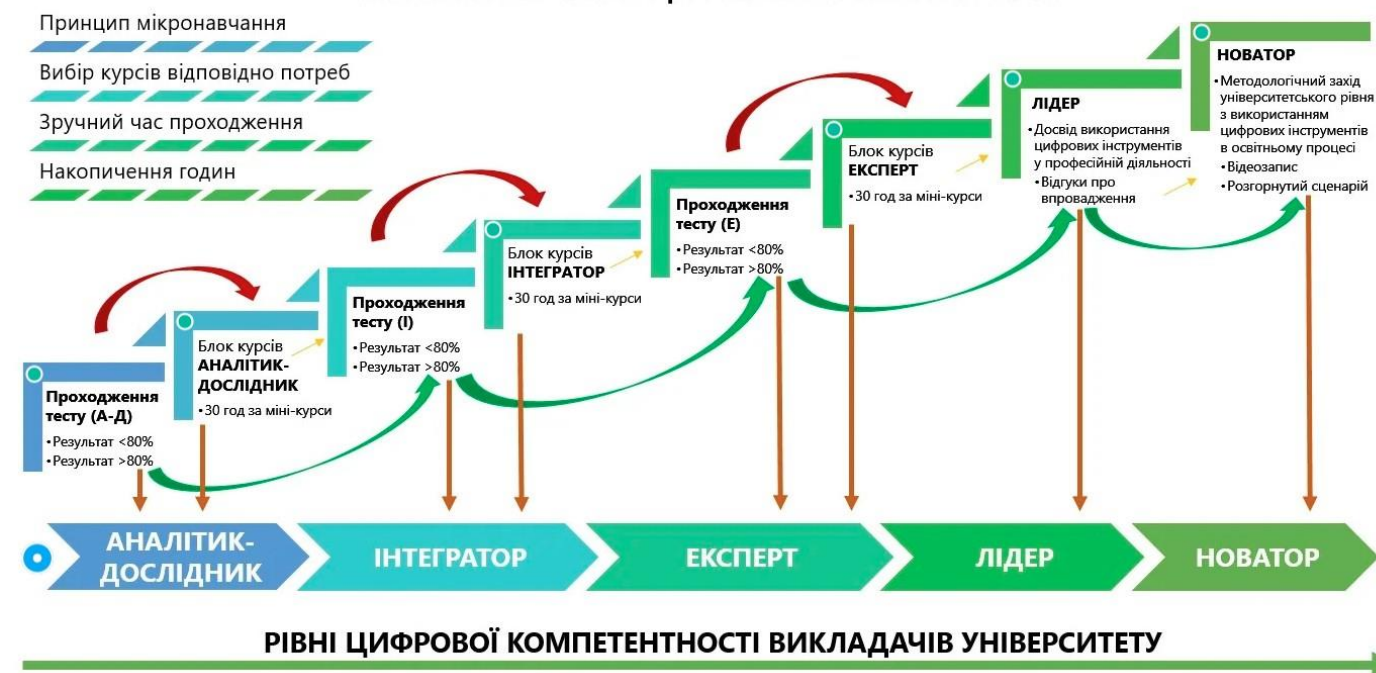 Принцип мікронавчання
Вибір курсів відповідно потреб
Зручний час проходження
Накопичення годин
Проходження
тесту (А-Д)
•Результат <80%
•Результат >80%
Блок курсів
АНАЛІТИК-
ДОСЛІДНИК
•30 год за міні-курси
Проходження
тесту (І)
•Результат <80%
•Результат >80%
Блок курсів
ІНТЕГРАТОР
•30 год за міні-курси
Проходження
тесту (Е)
•Результат <80%
•Результат >80%
Блок курсів
ЕКСПЕРТ
•30 год за міні-курси
ЛІДЕР
•Досвід використання
цифрових інструментів
у професійній діяльності
•Відгуки про
впровадження
НОВАТОР
•Методологічний захід
університетського рівня
з використанням
цифрових інструментів
в освітньому процесі
•Відеозапис
•Розгорнутий сценарій
АНАЛІТИК-
ДОСЛІДНИК
ІНТЕГРАТОР
ЕКСПЕРТ
ЛІДЕР
НОВАТОР
РІВНІ ЦИФРОВОЇ КОМПЕТЕНТНОСТІ ВИКЛАДАЧІВ УНІВЕРСИТЕТУ